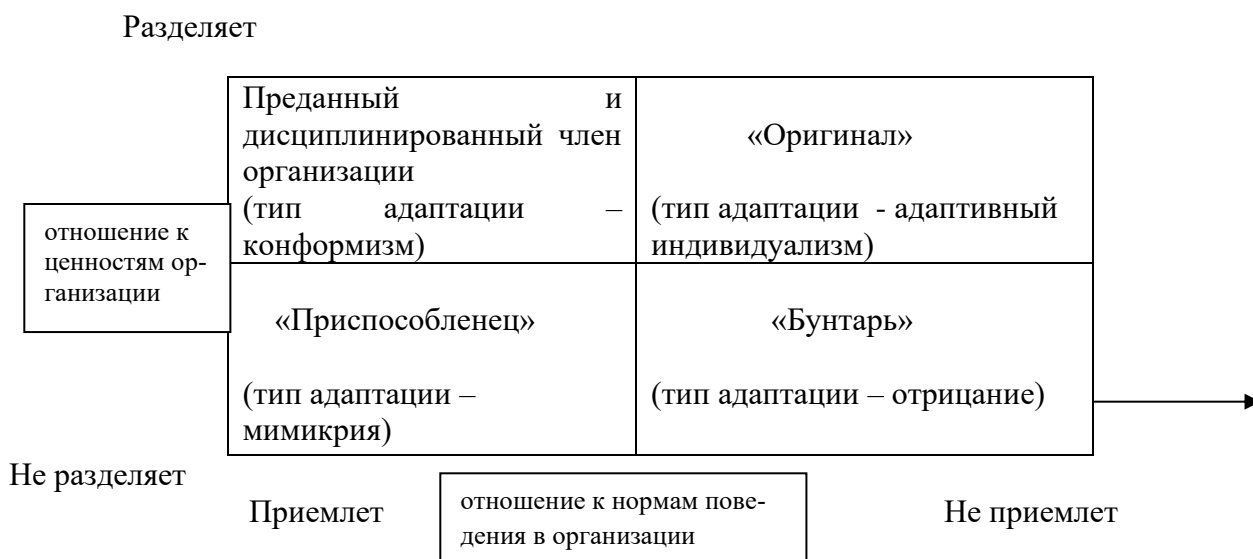 Разделяет
Преданный и
дисциплинированный член
организации
(тип адаптации –
конформизм)
«Оригинал»
(тип адаптации - адаптивный
индивидуализм)
отношение к
ценностям ор-
ганизации
«Приспособленец»
(тип адаптации –
мимикрия)
«Бунтарь»
(тип адаптации – отрицание)
Не разделяет
Приемлет
отношение к нормам пове-
дения в организации
Не приемлет